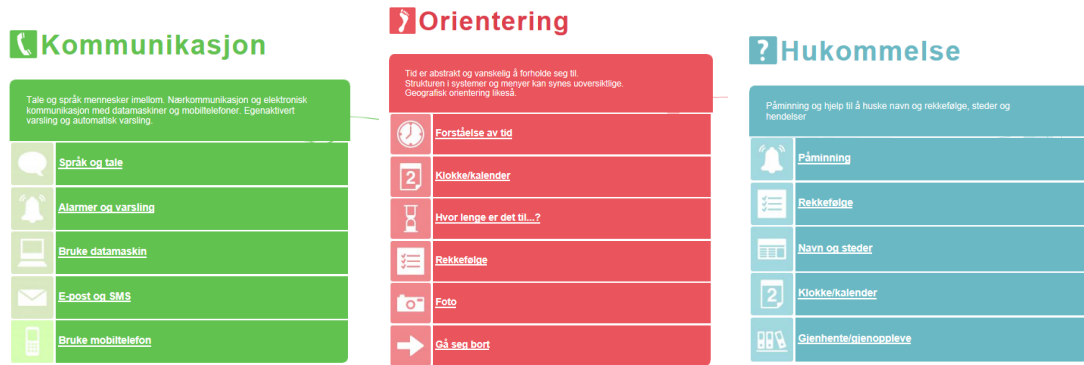 Kommunikasjon
Tale og språk mennesker imellom. Nærkommunikasjon og elektronisk
kommunikasjon med datamaskiner og mobiltelefoner. Egenaktivert
varsling og automatisk varsling.
Språk og tale
Alarmer og varsling
Bruke datamaskin
E-post og SMS
Bruke mobiltelefon
Orientering
Tid er abstrakt og vanskelig å forholde seg til.
Strukturen i systemer og menyer kan synes uoversiktlige.
Geografisk orientering likeså.
Forståelse av tid
2
Klokke/kalender
Hvor lenge er det til...?
Rekkefølge
Foto
Gå seg bort
?
Hukommelse
Påminning og hjelp til å huske navn og rekkefølge, steder og
hendelser
Påminning
Rekkefølge
Navn og steder
2
Klokke/kalender
Gjenhente/gjenoppleve